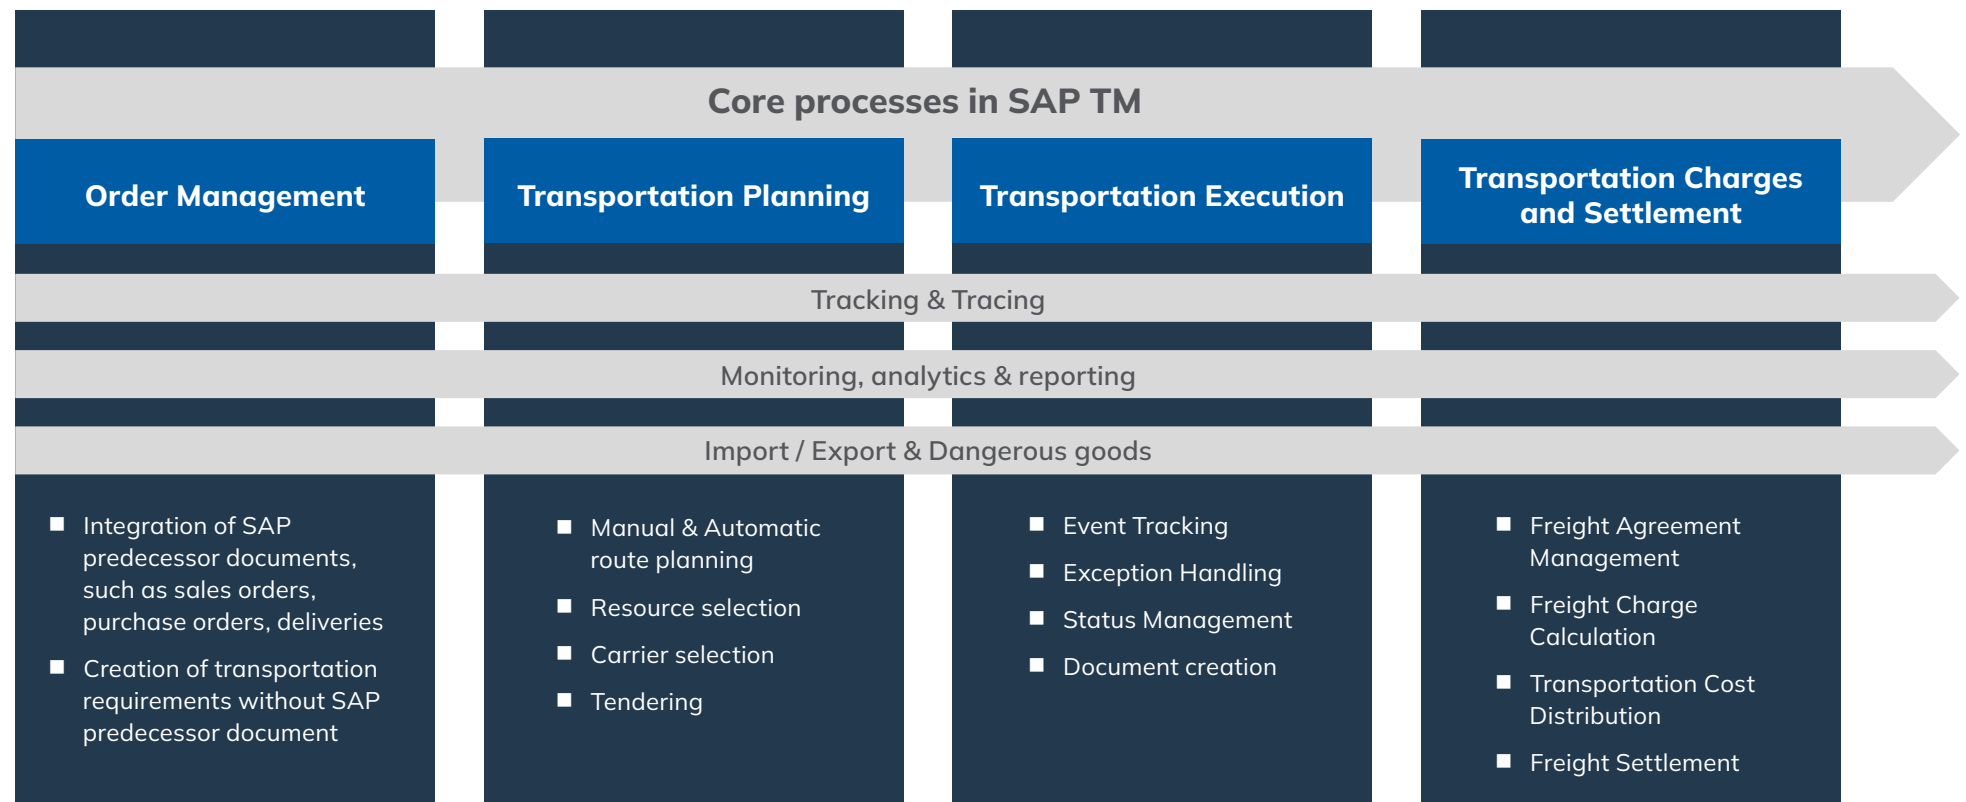 Core processes in SAP TM
Order Management
Transportation Planning
Transportation Execution
Transportation Charges
and Settlement
Tracking & Tracing
Monitoring, analytics & reporting
Import / Export & Dangerous goods
Integration of SAP
predecessor documents,
such as sales orders,
purchase orders, deliveries
Creation of transportation
requirements without SAP
predecessor document
Manual & Automatic
route planning
Resource selection
Carrier selection
Tendering
Event Tracking
Exception Handling
Status Management
Document creation
Freight Agreement
Management
Freight Charge
Calculation
Transportation Cost
Distribution
Freight Settlement